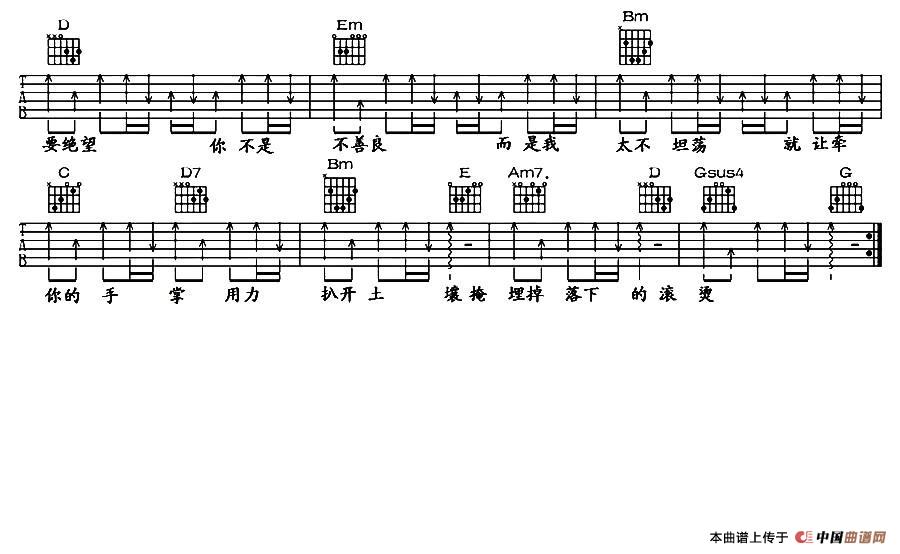 D Em Bm
要绝望 你 不是 不善良 而 是我 太不 坦荡 就 让牵
C D7 Bm E Am7. D Gsus4 G
你的 手 掌 用力 扒开 土 壤 掩 埋掉 落下 的 滚 烫
本曲谱上传于 中国曲谱网